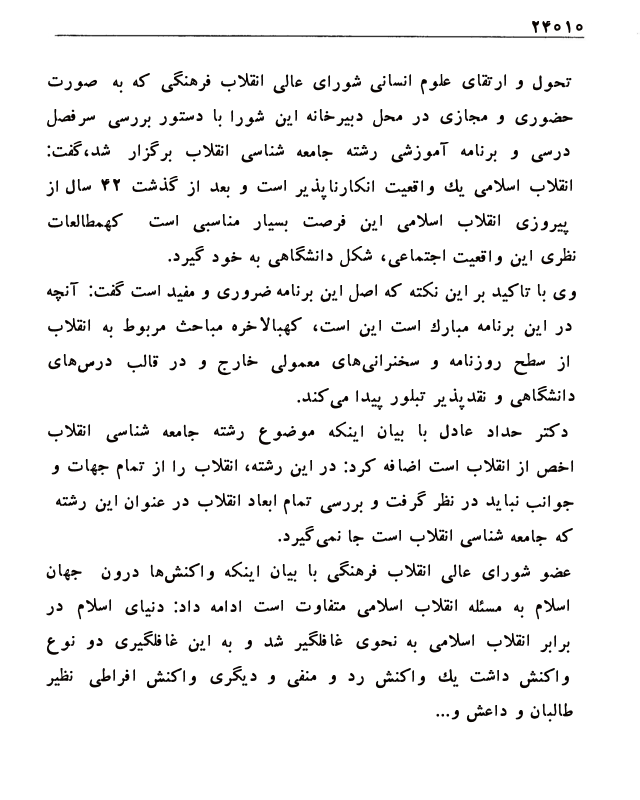 ۲۴۰۱۰
تحول و ارتقای علوم انسانی شورای عالی انقلاب فرهنگی که به صورت
حضوری و مجازی در محل دبیرخانه این شورا با دستور بررسی سرفصل
درسی و برنامه آموزشی رشته جامعه شناسی انقلاب برگزار شد،گفت:
انقلاب اسلامی یك واقعیت انکارناپذیر است و بعد از گذشت ۴۲ سال از
پیروزی انقلاب اسلامی این فرصت بسیار مناسبی است کهمطالعات
نظری این واقعیت اجتماعی، شکل دانشگاهی به خود گیرد.
وی با تاکید بر این نکته که اصل این برنامه ضروری و مفید است گفت: آنچه
در این برنامه مبارك است این است، کهبالاخره مباحث مربوط به انقلاب
از سطح روزنامه و سخنرانی‌های معمولی خارج و در قالب درس‌های
دانشگاهی و نقدپذیر تبلور پیدا می‌کند.
دکتر حداد عادل با بیان اینکه موضوع رشته جامعه شناسی انقلاب
اخص از انقلاب است اضافه کرد: در این رشته، انقلاب را از تمام جهات و
جوانب نباید در نظر گرفت و بررسی تمام ابعاد انقلاب در عنوان این رشته
که جامعه شناسی انقلاب است جا نمی‌گیرد.
عضو شورای عالی انقلاب فرهنگی با بیان اینکه واکنش‌ها درون جهان
اسلام به مسئله انقلاب اسلامی متفاوت است ادامه داد: دنیای اسلام در
برابر انقلاب اسلامی به نحوی غافلگیر شد و به این غافلگیری دو نوع
واکنش داشت یك واکنش رد و منفی و دیگری واکنش افراطی نظیر
طالبان و داعش و...